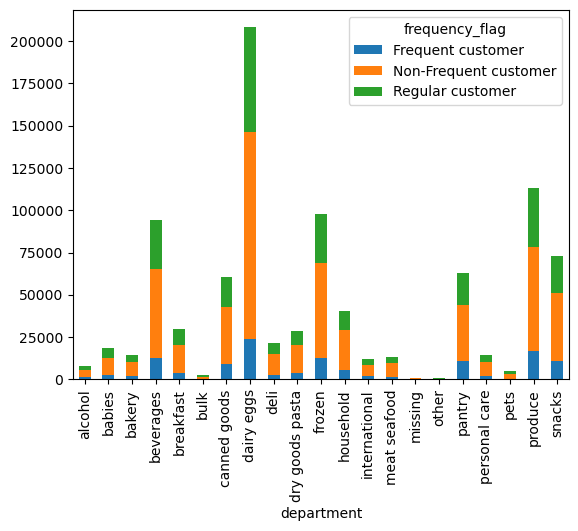 frequency_flag
Frequent customer
Non-Frequent customer
Regular customer
200000
175000
150000
125000
100000
75000
50000
25000
0
alcohol
babies
bakery
beverages
breakfast
bulk
canned goods
dairy eggs
deli
dry goods pasta
frozen
household
international
meat seafood
missing
other
pantry
personal care
pets
produce
snacks
department